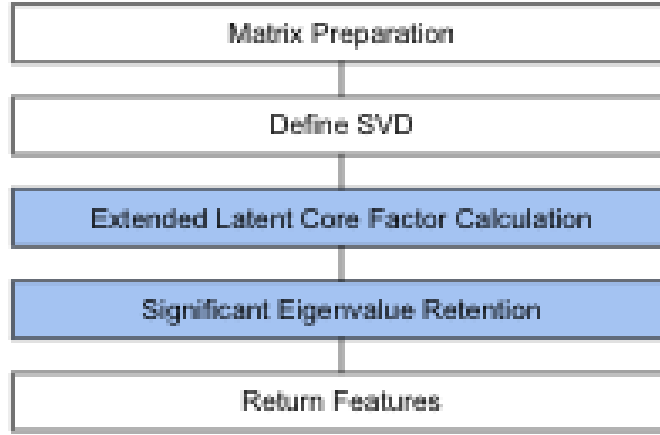 Matrix Preparation
Define SVD
Extended Latent Core Factor Calculation
Significant Eigenvalue Retention
Return Features